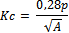 Kc = 0,28p / √A